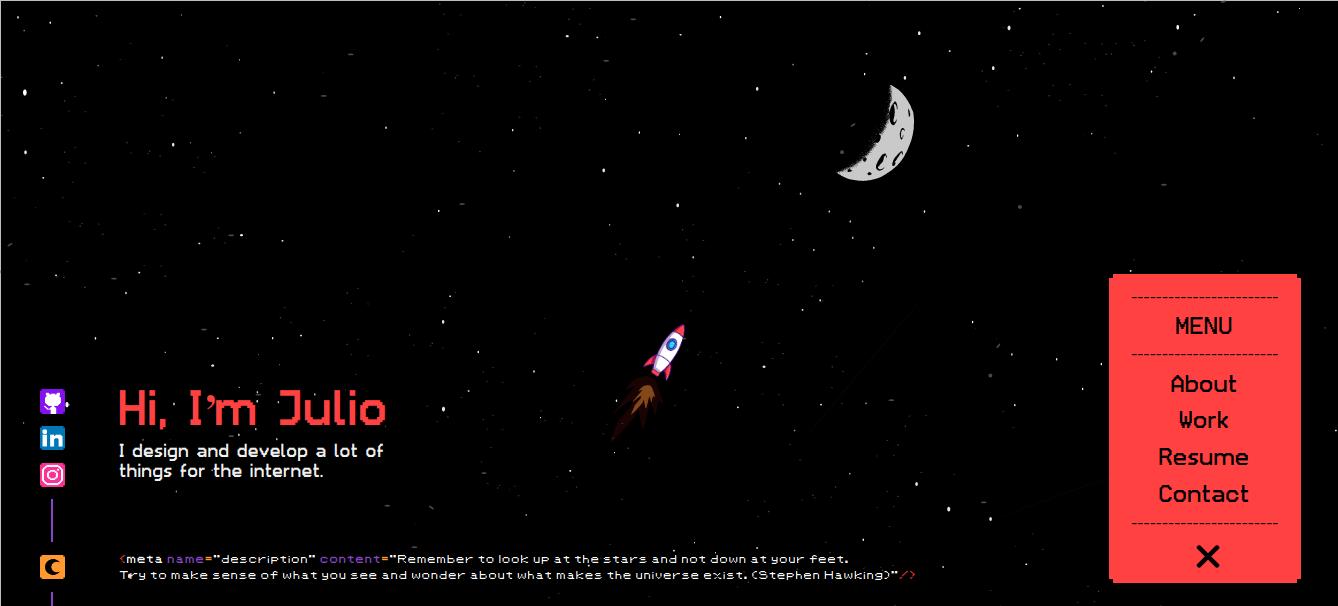 Hi, I'm Julio
I design and develop a lot of
things for the internet.
<meta name="description" content="Remember to look up at the stars and not down at your feet.
Try to make sense of what you see and wonder about what makes the universe exist. (Stephen Hawking)"/>
in
------------------------
MENU
------------------------
About
Work
Resume
Contact
------------------------